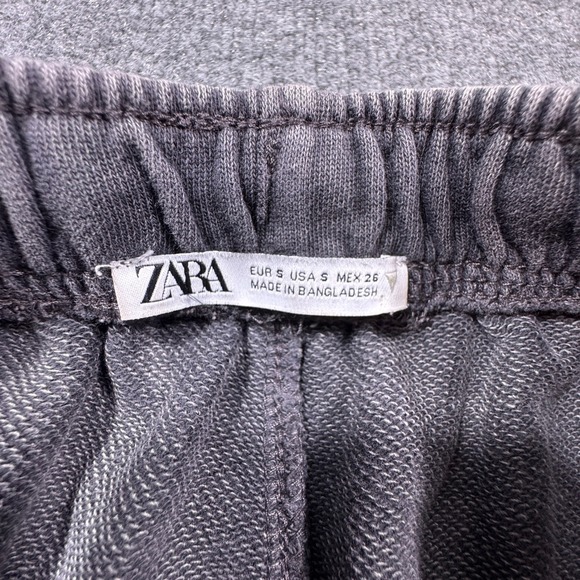 ZARA
EUR S USA S MEX 26
MADE IN BANGLADESH